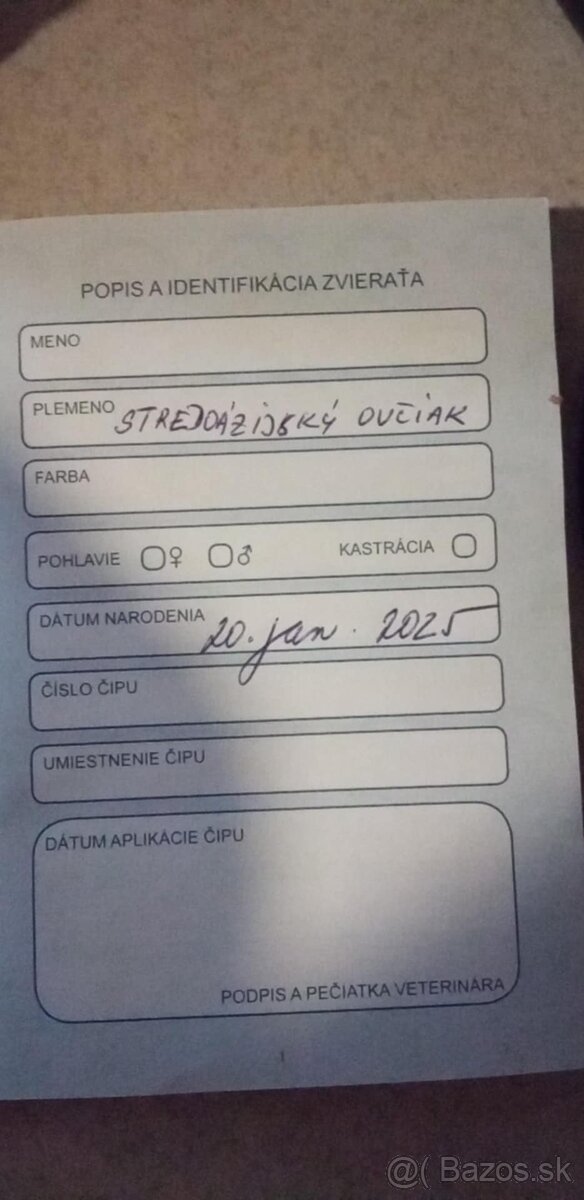 POPIS A IDENTIFIKÁCIA ZVIERAŤA
MENO
PLEMENO STREDOÁZIJSKÝ OVČIAK
FARBA
POHLAVIE ♀ ♂ KASTRÁCIA
DÁTUM NARODENIA 20. jan. 2025
ČÍSLO ČIPU
UMIESTNENIE ČIPU
DÁTUM APLIKÁCIE ČIPU
PODPIS A PEČIATKA VETERINÁRA
1
@( Bazos.sk